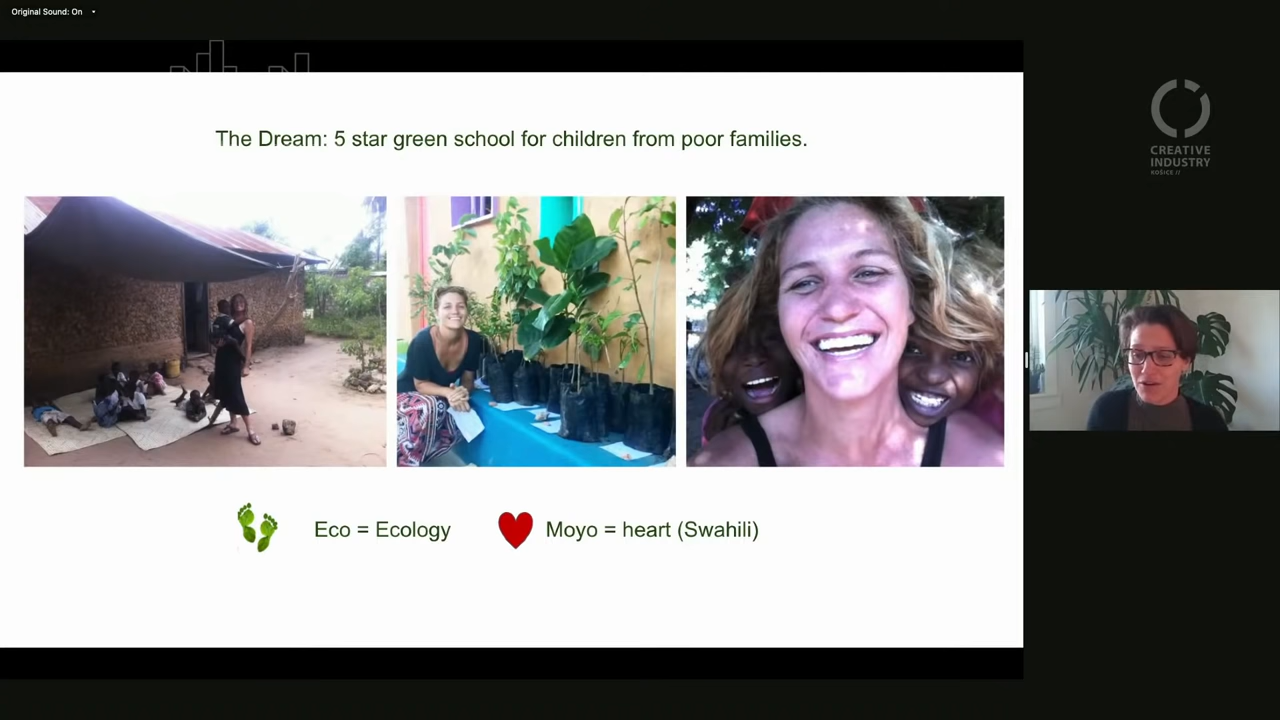 Original Sound: On
The Dream: 5 star green school for children from poor families.
CREATIVE
INDUSTRY
KOŠICE //
Eco = Ecology
Moyo = heart (Swahili)